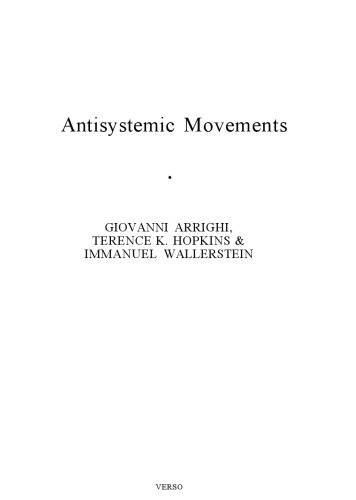 Antisystemic Movements
•
GIOVANNI ARRIGHI,
TERENCE K. HOPKINS &
IMMANUEL WALLERSTEIN
VERSO